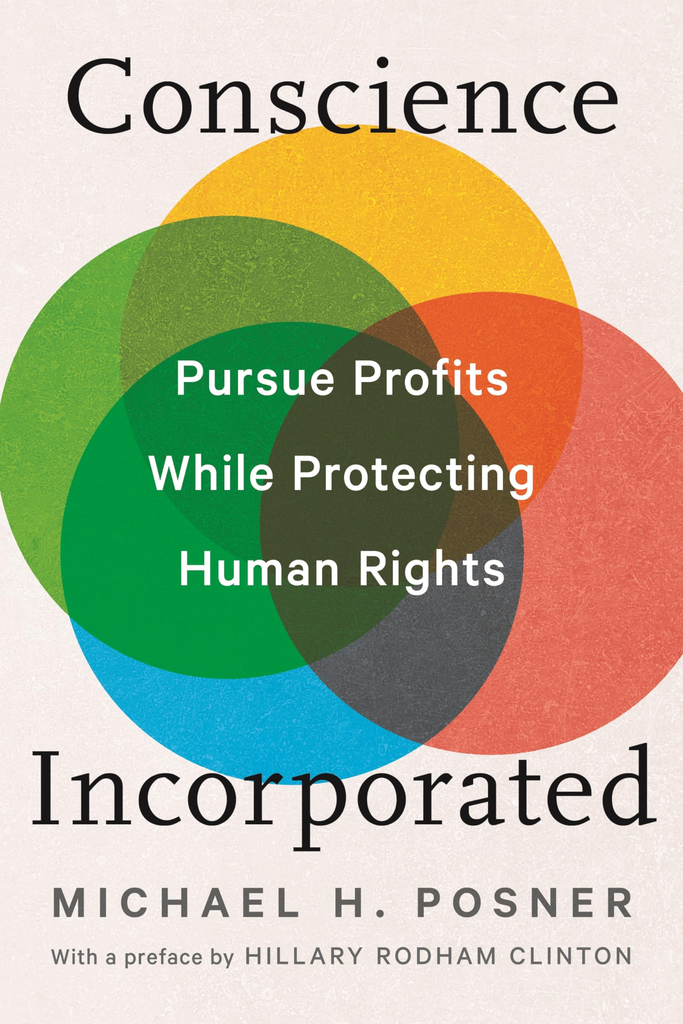 Conscience
Pursue Profits
While Protecting
Human Rights
Incorporated
MICHAEL H. POSNER
With a preface by HILLARY RODHAM CLINTON